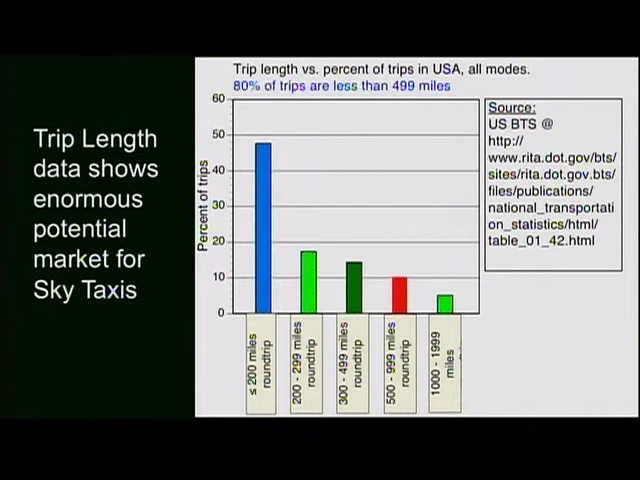 Trip Length
data shows
enormous
potential
market for
Sky Taxis
Trip length vs. percent of trips in USA, all modes.
80% of trips are less than 499 miles
Percent of trips
60
50
40
30
20
10
0
≤ 200 miles
roundtrip
200 - 299 miles
roundtrip
300 - 499 miles
roundtrip
500 - 999 miles
roundtrip
1000 - 1999
miles
Source:
US BTS @
http://
www.rita.dot.gov/bts/
sites/rita.dot.gov.bts/
files/publications/
national_transportati
on_statistics/html/
table_01_42.html